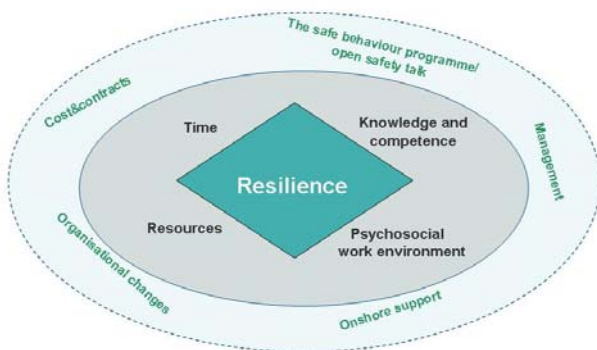 The safe behaviour programme/
open safety talk
Cost&contracts
Time
Knowledge and
competence
Management
Resilience
Resources
Psychosocial
work environment
Organisational changes
Onshore support